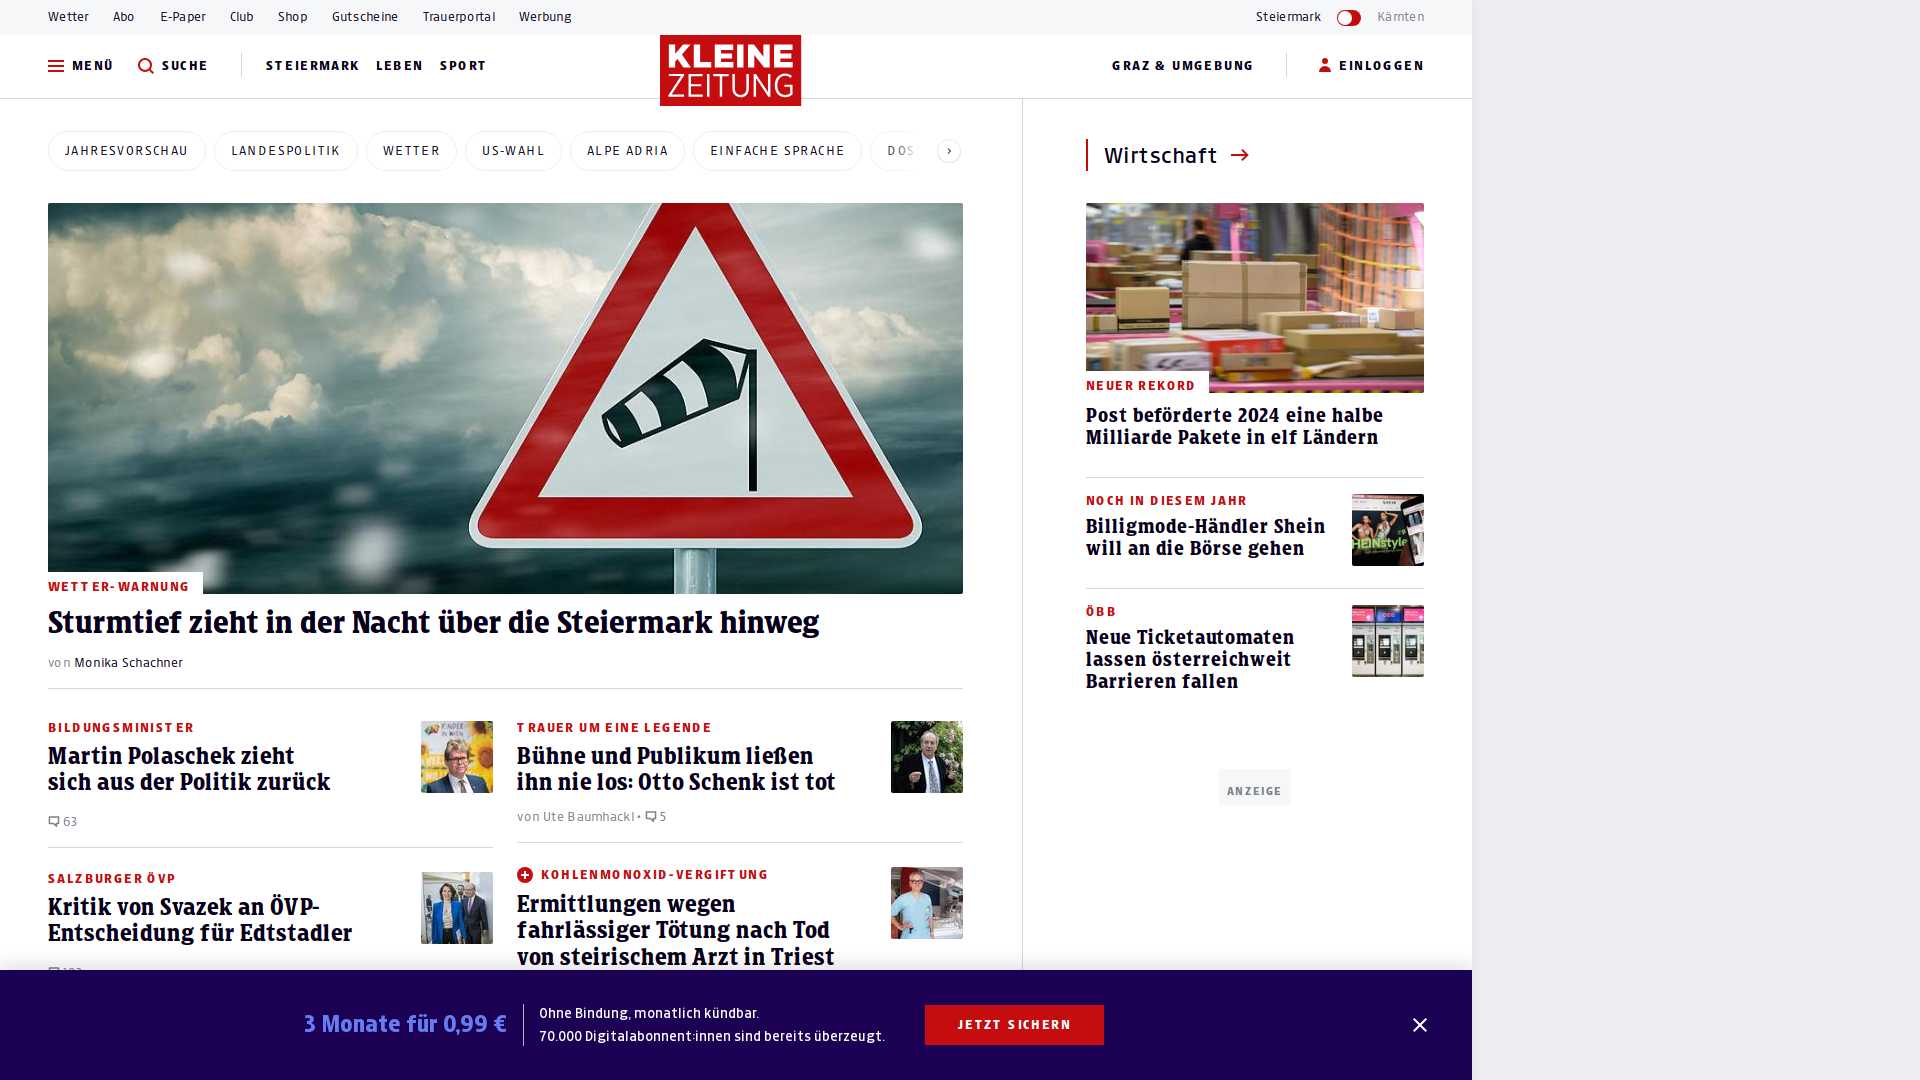 Wetter Abo E-Paper Club Shop Gutscheine Trauerportal Werbung
Steiermark Kärnten
MENÜ SUCHE STEIERMARK LEBEN SPORT
KLEINE
ZEITUNG
GRAZ & UMGEBUNG EINLOGGEN
JAHRESVORSCHAU LANDESPOLITIK WETTER US-WAHL ALPE ADRIA EINFACHE SPRACHE DOS
WETTER-WARNUNG
Sturmtief zieht in der Nacht über die Steiermark hinweg
von Monika Schachner
BILDUNGSMINISTER
Martin Polaschek zieht
sich aus der Politik zurück
63
TRAUER UM EINE LEGENDE
Bühne und Publikum ließen
ihn nie los: Otto Schenk ist tot
von Ute Baumhackl • 5
SALZBURGER ÖVP
Kritik von Svazek an ÖVP-
Entscheidung für Edtstadler
KOHLENMONOXID-VERGIFTUNG
Ermittlungen wegen
fahrlässiger Tötung nach Tod
von steirischem Arzt in Triest
Wirtschaft
NEUER REKORD
Post beförderte 2024 eine halbe
Milliarde Pakete in elf Ländern
NOCH IN DIESEM JAHR
Billigmode-Händler Shein
will an die Börse gehen
ÖBB
Neue Ticketautomaten
lassen österreichweit
Barrieren fallen
ANZEIGE
3 Monate für 0,99 €
Ohne Bindung, monatlich kündbar.
70.000 Digitalabonnent:innen sind bereits überzeugt.
JETZT SICHERN